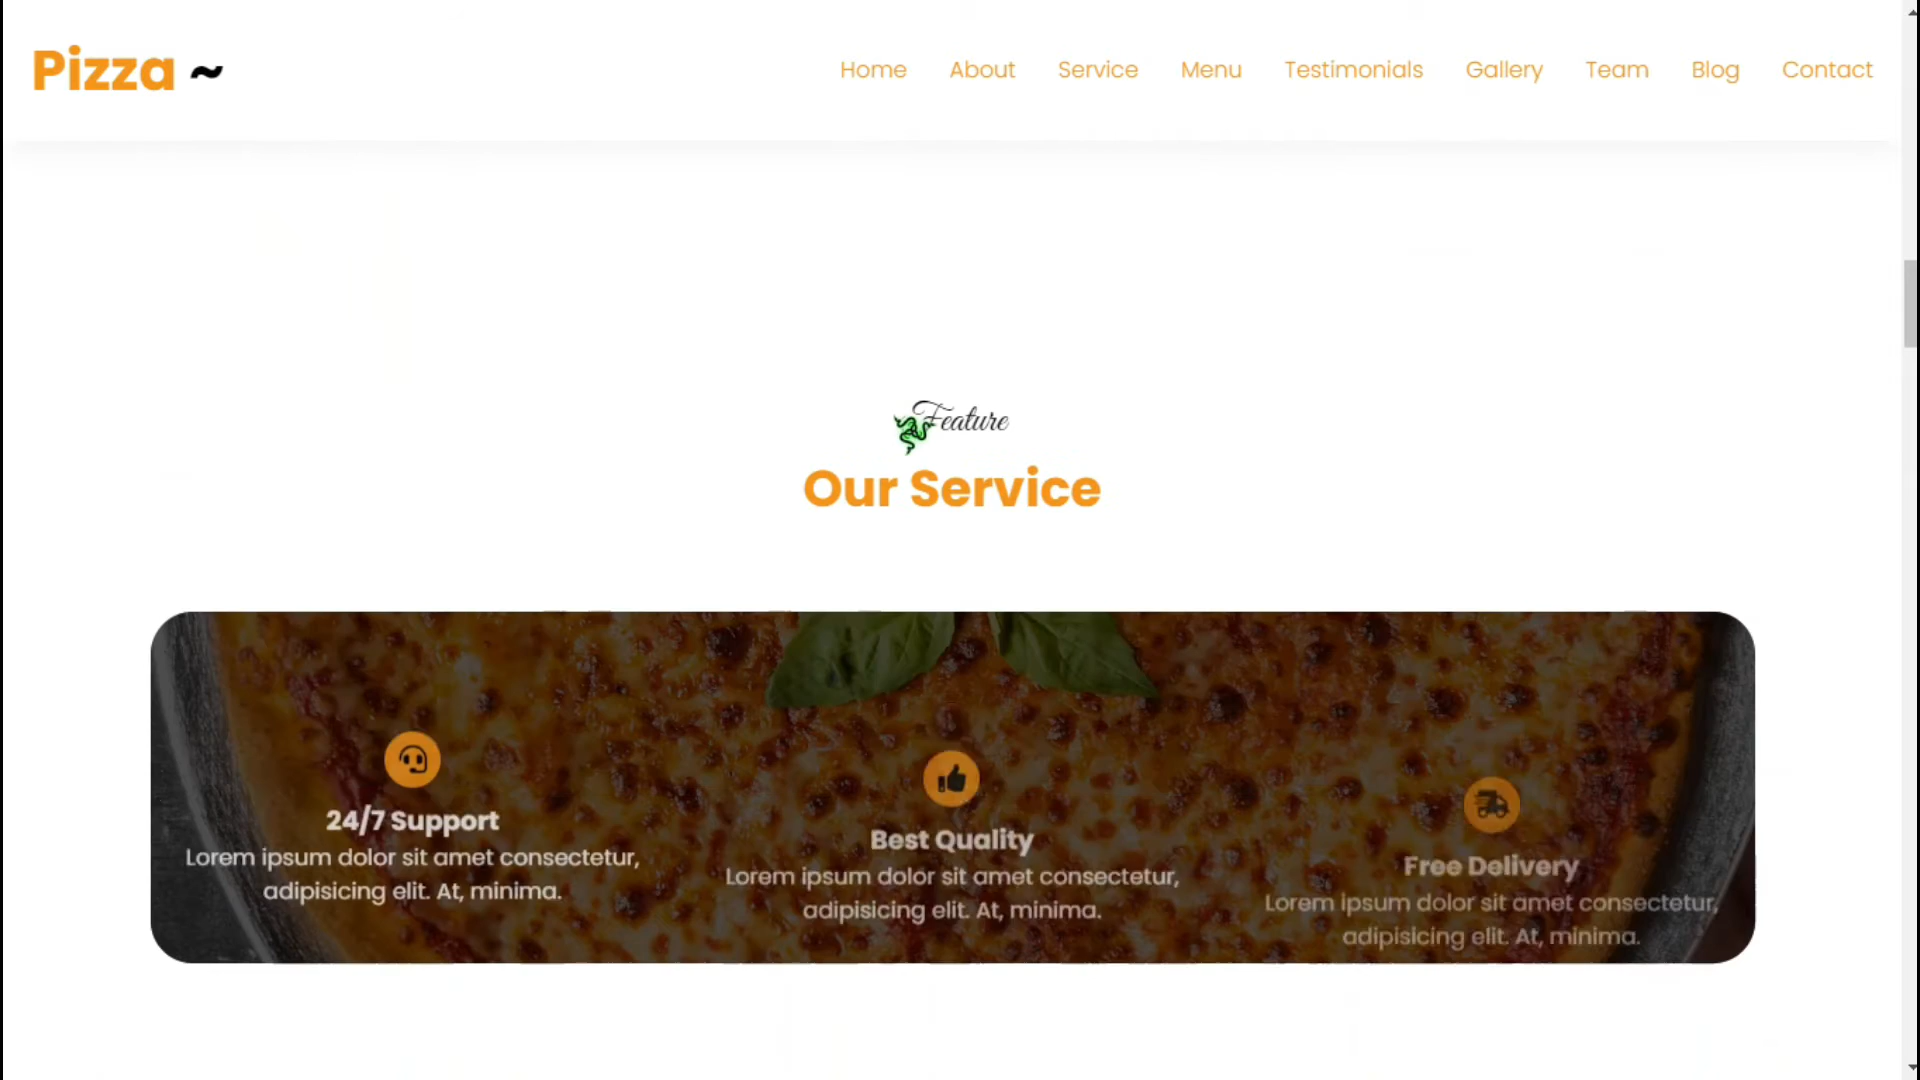 Pizza ~
Home About Service Menu Testimonials Gallery Team Blog Contact
Feature
Our Service
24/7 Support
Lorem ipsum dolor sit amet consectetur,
adipisicing elit. At, minima.
Best Quality
Lorem ipsum dolor sit amet consectetur,
adipisicing elit. At, minima.
Free Delivery
Lorem ipsum dolor sit amet consectetur,
adipisicing elit. At, minima.